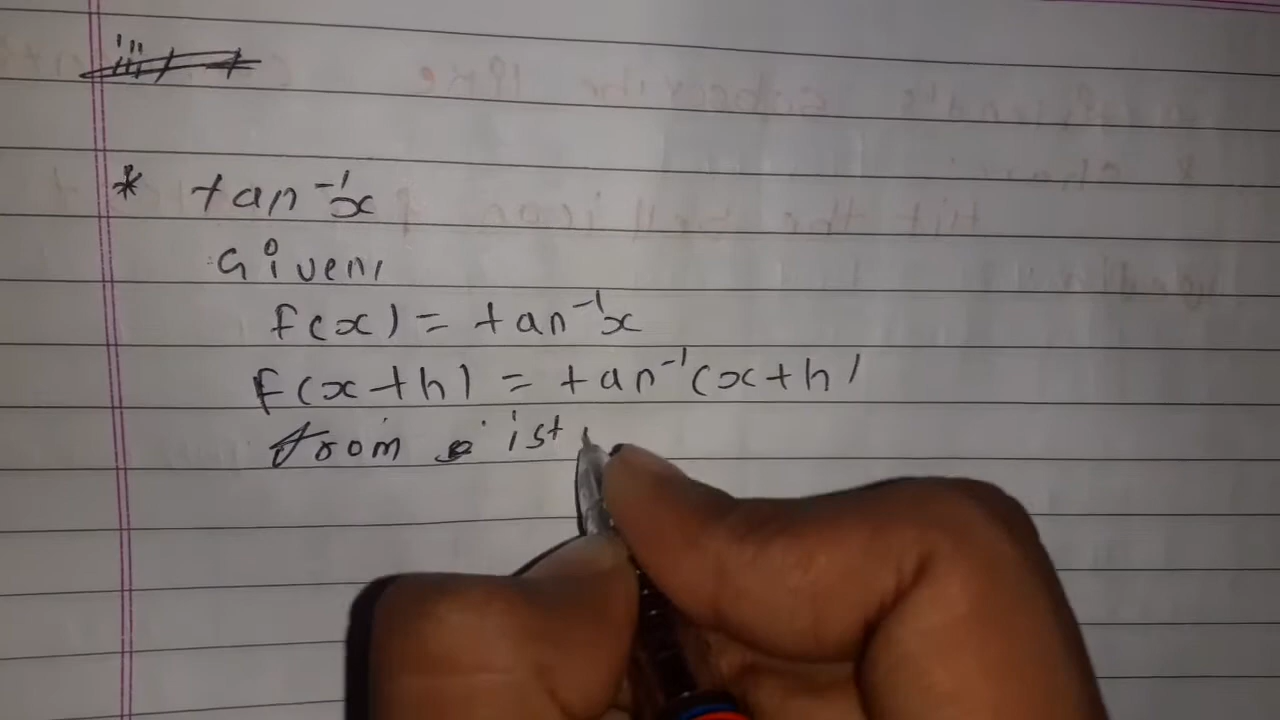 * tan⁻¹x
Given,
f(x) = tan⁻¹x
f(x+h) = tan⁻¹(x+h)
from ist